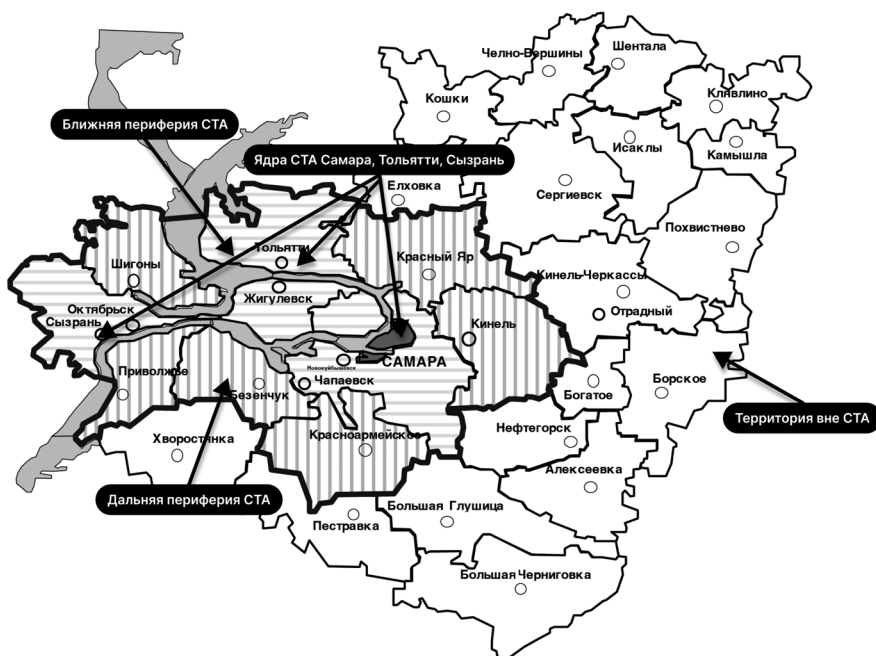 Шентала
Челно-Вершины
Клявлино
Кошки
Ближняя периферия СТА
Исаклы
Камышла
Ядра СТА Самара, Тольятти, Сызрань
Елховка
Сергиевск
Похвистнево
Тольятти
Красный Яр
Шигоны
Кинель-Черкассы
Жигулевск
Октябрьск
Отрадный
Сызрань
Кинель
САМАРА
Новокуйбышевск
Приволжье
Чапаевск
Борское
Безенчук
Богатое
Территория вне СТА
Нефтегорск
Хворостянка
Красноармейское
Алексеевка
Дальняя периферия СТА
Большая Глушица
Пестравка
Большая Черниговка